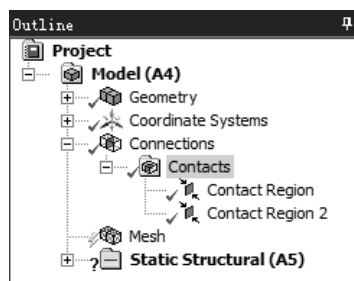 Outline
Project
Model (A4)
Geometry
Coordinate Systems
Connections
Contacts
Contact Region
Contact Region 2
Mesh
Static Structural (A5)